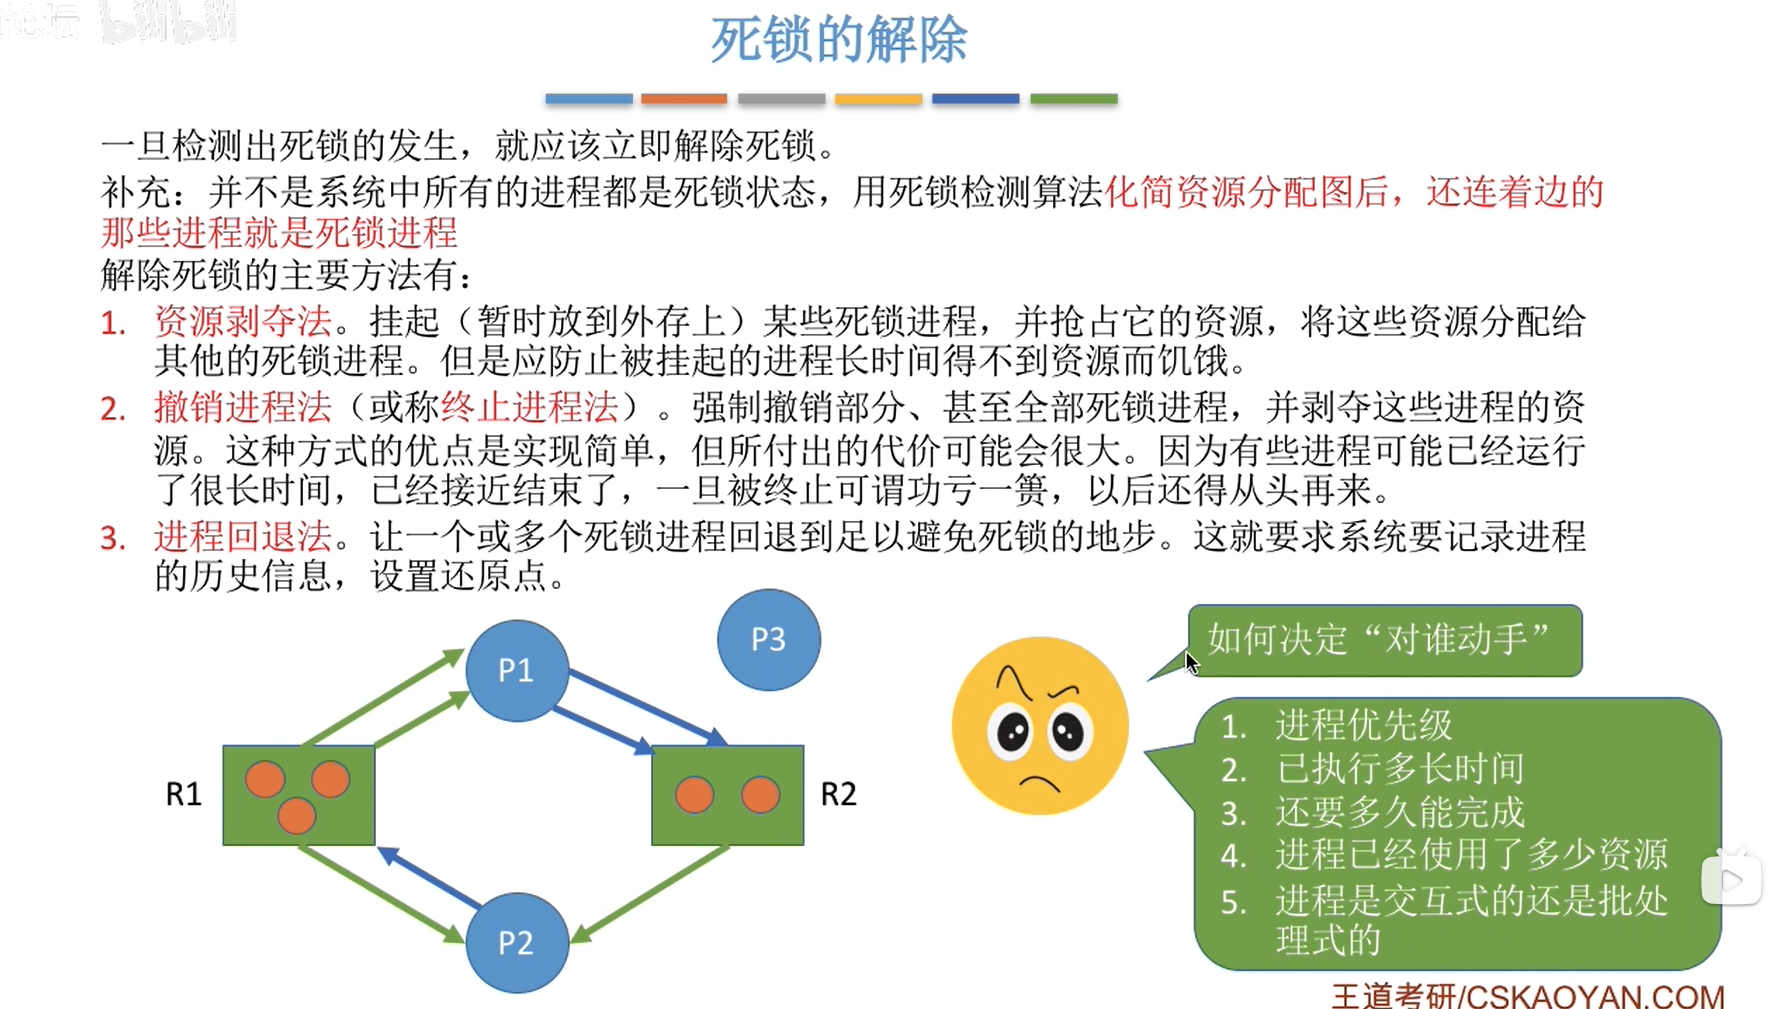 论坛 bilibili
死锁的解除
一旦检测出死锁的发生，就应该立即解除死锁。
补充：并不是系统中所有的进程都是死锁状态，用死锁检测算法化简资源分配图后，还连着边的
那些进程就是死锁进程
解除死锁的主要方法有：
1. 资源剥夺法。挂起（暂时放到外存上）某些死锁进程，并抢占它的资源，将这些资源分配给
其他的死锁进程。但是应防止被挂起的进程长时间得不到资源而饥饿。
2. 撤销进程法（或称终止进程法）。强制撤销部分、甚至全部死锁进程，并剥夺这些进程的资
源。这种方式的优点是实现简单，但所付出的代价可能会很大。因为有些进程可能已经运行
了很长时间，已经接近结束了，一旦被终止可谓功亏一篑，以后还得从头再来。
3. 进程回退法。让一个或多个死锁进程回退到足以避免死锁的地步。这就要求系统要记录进程
的历史信息，设置还原点。
P1
P3
R1
R2
P2
如何决定“对谁动手”
1. 进程优先级
2. 已执行多长时间
3. 还要多久能完成
4. 进程已经使用了多少资源
5. 进程是交互式的还是批处
理式的
王道考研/CSKAOYAN.COM